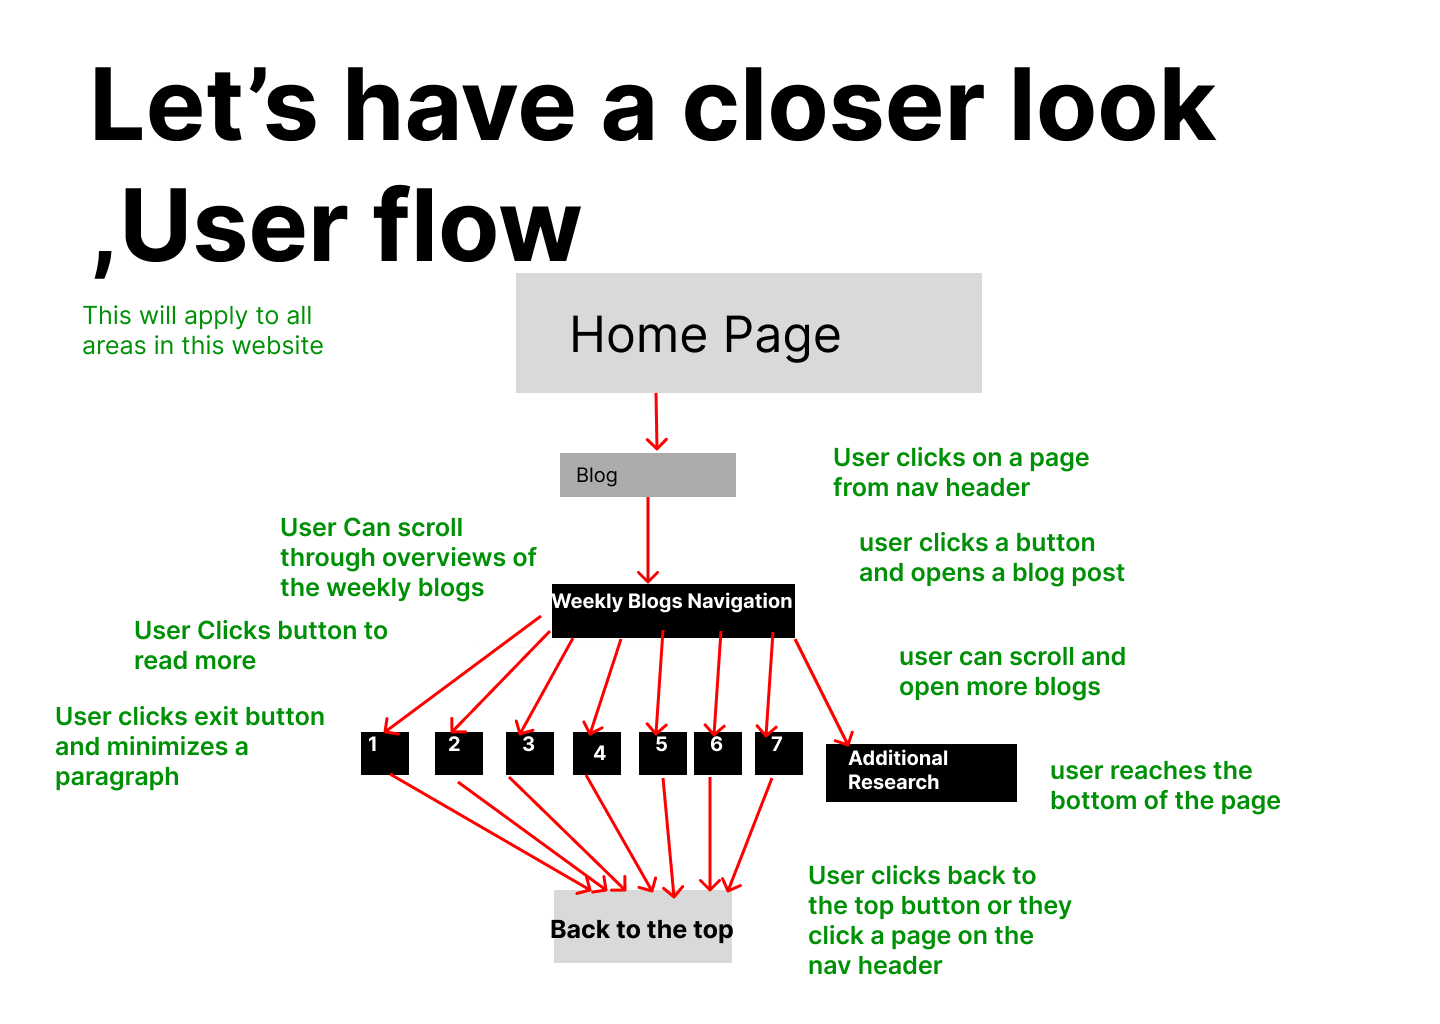 Let’s have a closer look
,User flow
This will apply to all
areas in this website
Home Page
Blog
User clicks on a page
from nav header
User Can scroll
through overviews of
the weekly blogs
user clicks a button
and opens a blog post
Weekly Blogs Navigation
User Clicks button to
read more
user can scroll and
open more blogs
User clicks exit button
and minimizes a
paragraph
1
2
3
4
5
6
7
Additional
Research
user reaches the
bottom of the page
User clicks back to
the top button or they
click a page on the
nav header
Back to the top